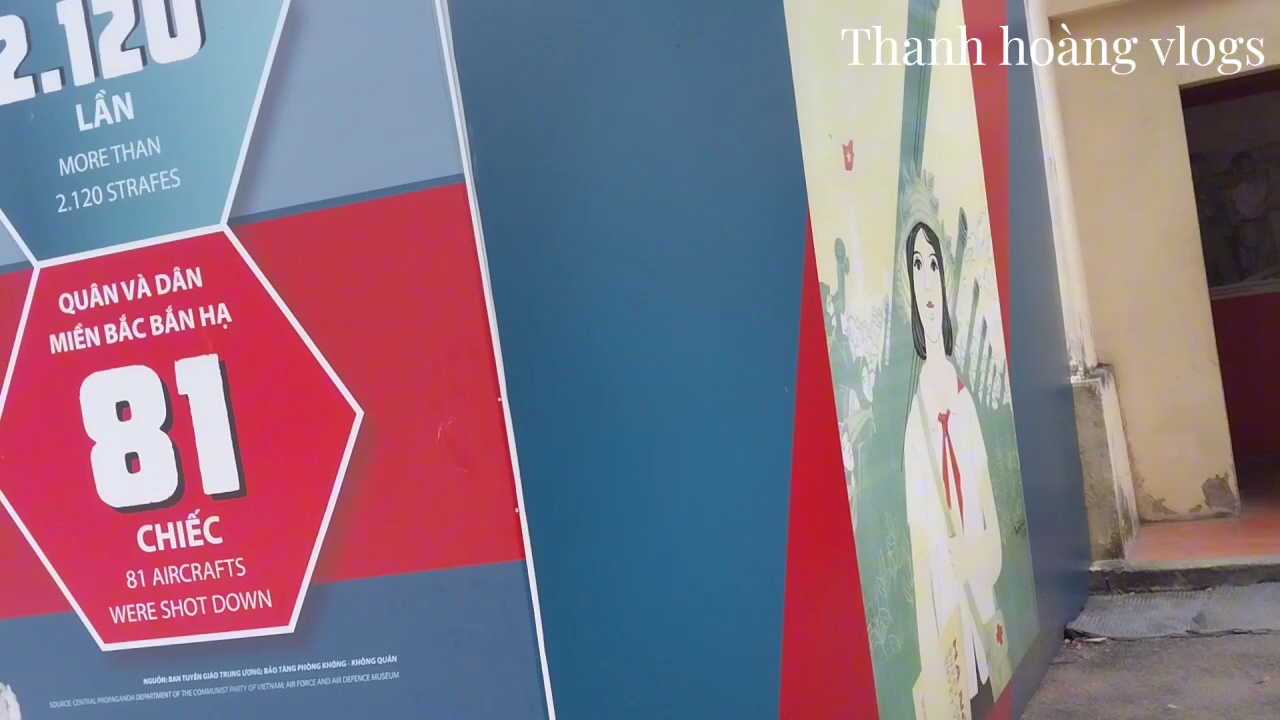 Thanh hoàng vlogs
2.120
LẦN
MORE THAN
2.120 STRAFES
QUÂN VÀ DÂN
MIỀN BẮC BẮN HẠ
81
CHIẾC
81 AIRCRAFTS
WERE SHOT DOWN
NGUỒN: BAN TUYÊN GIÁO TRUNG ƯƠNG; BẢO TÀNG PHÒNG KHÔNG - KHÔNG QUÂN
SOURCE: CENTRAL PROPAGANDA DEPARTMENT OF THE COMMUNIST PARTY OF VIETNAM; AIR FORCE AND AIR DEFENCE MUSEUM